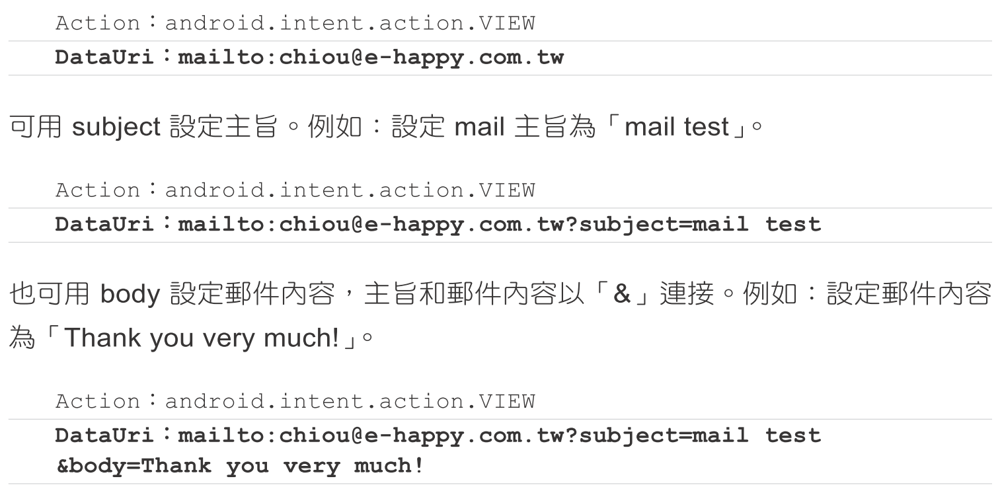 Action：android.intent.action.VIEW
DataUri：mailto:chiou@e-happy.com.tw
可用 subject 設定主旨。例如：設定 mail 主旨為「mail test」。
Action：android.intent.action.VIEW
DataUri：mailto:chiou@e-happy.com.tw?subject=mail test
也可用 body 設定郵件內容，主旨和郵件內容以「&」連接。例如：設定郵件內容
為「Thank you very much!」。
Action：android.intent.action.VIEW
DataUri：mailto:chiou@e-happy.com.tw?subject=mail test
&body=Thank you very much!